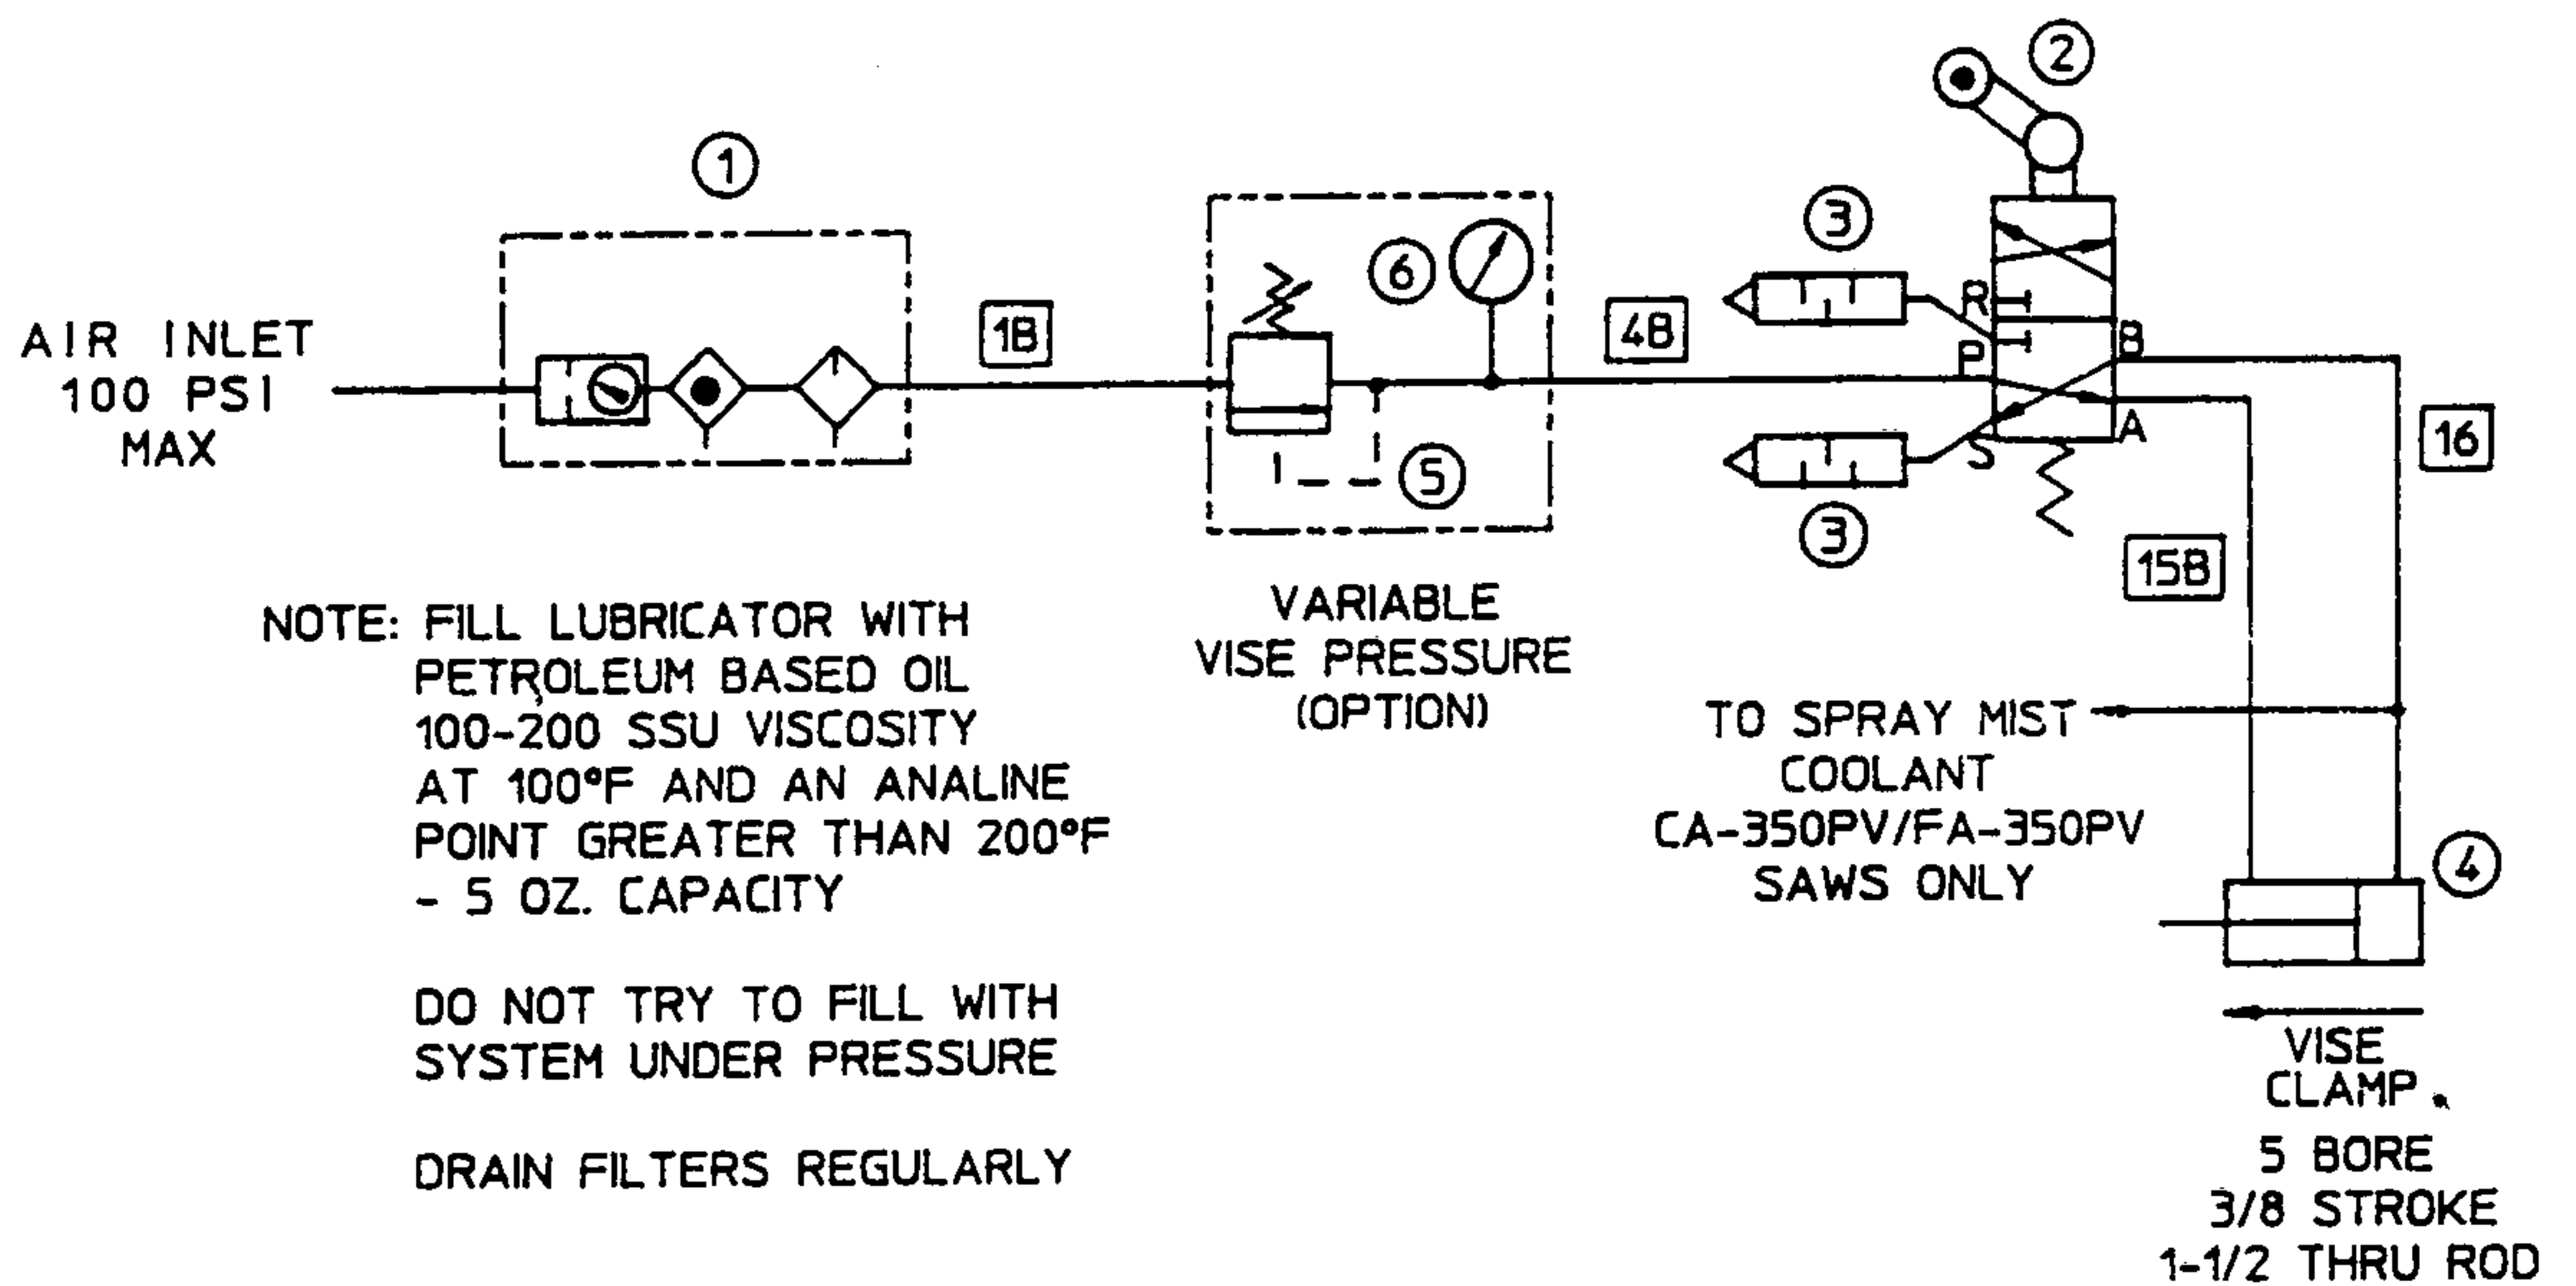 AIR INLET
100 PSI
MAX
1
1B
6
5
VARIABLE
VISE PRESSURE
(OPTION)
4B
3
3
2
R
P
S
B
A
16
15B
TO SPRAY MIST
COOLANT
CA-350PV/FA-350PV
SAWS ONLY
4
VISE
CLAMP
5 BORE
3/8 STROKE
1-1/2 THRU ROD
NOTE: FILL LUBRICATOR WITH
PETROLEUM BASED OIL
100-200 SSU VISCOSITY
AT 100°F AND AN ANALINE
POINT GREATER THAN 200°F
- 5 OZ. CAPACITY
DO NOT TRY TO FILL WITH
SYSTEM UNDER PRESSURE
DRAIN FILTERS REGULARLY